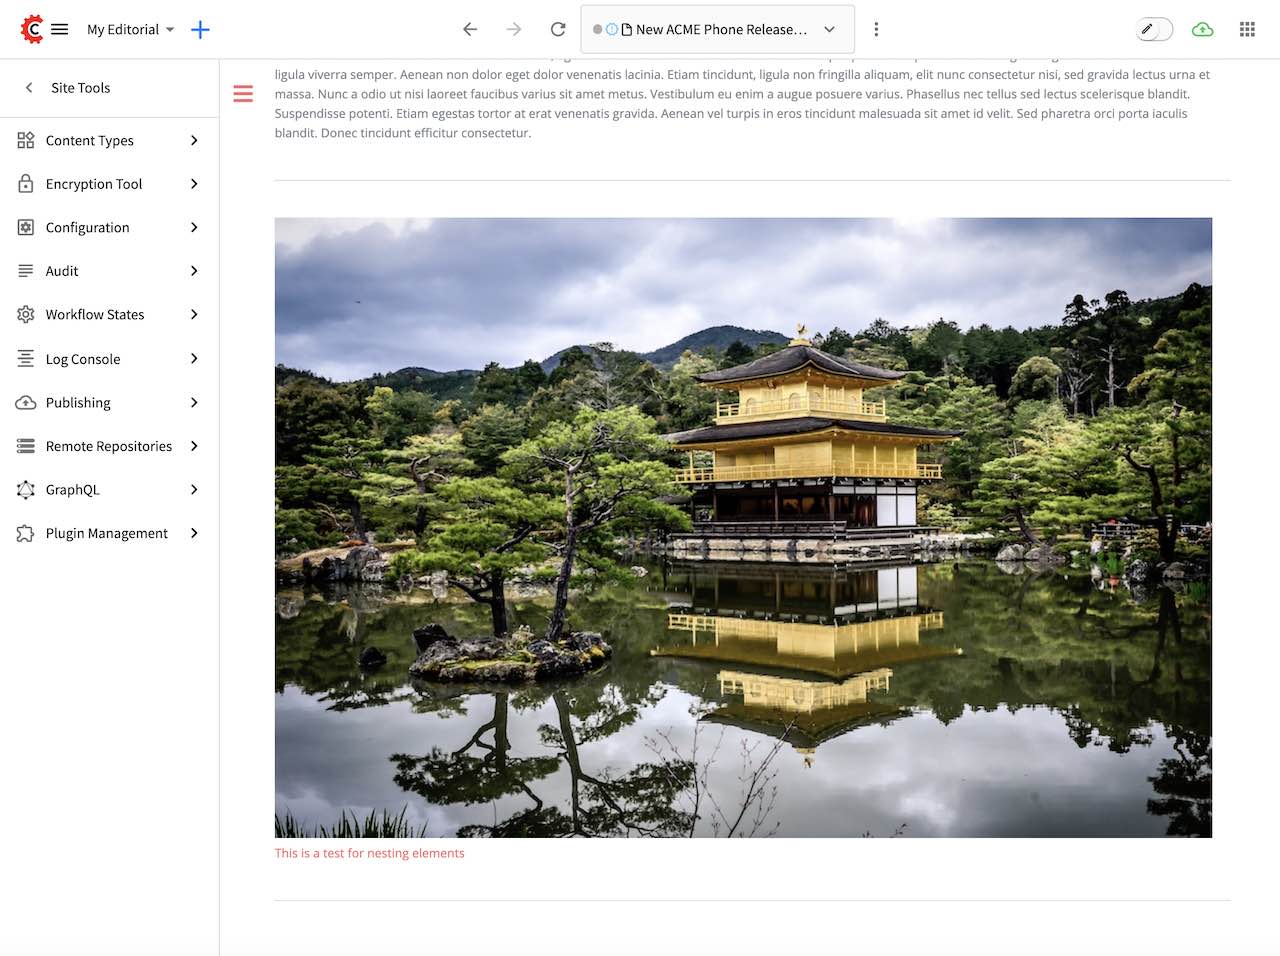 My Editorial
New ACME Phone Release...
Site Tools
Content Types
Encryption Tool
Configuration
Audit
Workflow States
Log Console
Publishing
Remote Repositories
GraphQL
Plugin Management
ligula viverra semper. Aenean non dolor eget dolor venenatis lacinia. Etiam tincidunt, ligula non fringilla aliquam, elit nunc consectetur nisi, sed gravida lectus urna et
massa. Nunc a odio ut nisi laoreet faucibus varius sit amet metus. Vestibulum eu enim a augue posuere varius. Phasellus nec tellus sed lectus scelerisque blandit.
Suspendisse potenti. Etiam egestas tortor at erat venenatis gravida. Aenean vel turpis in eros tincidunt malesuada sit amet id velit. Sed pharetra orci porta iaculis
blandit. Donec tincidunt efficitur consectetur.
This is a test for nesting elements